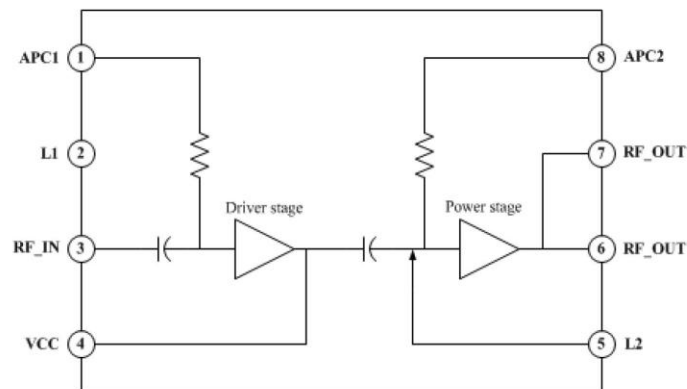 APC1 1
8 APC2
L1 2
7 RF_OUT
Driver stage
Power stage
RF_IN 3
6 RF_OUT
VCC 4
5 L2